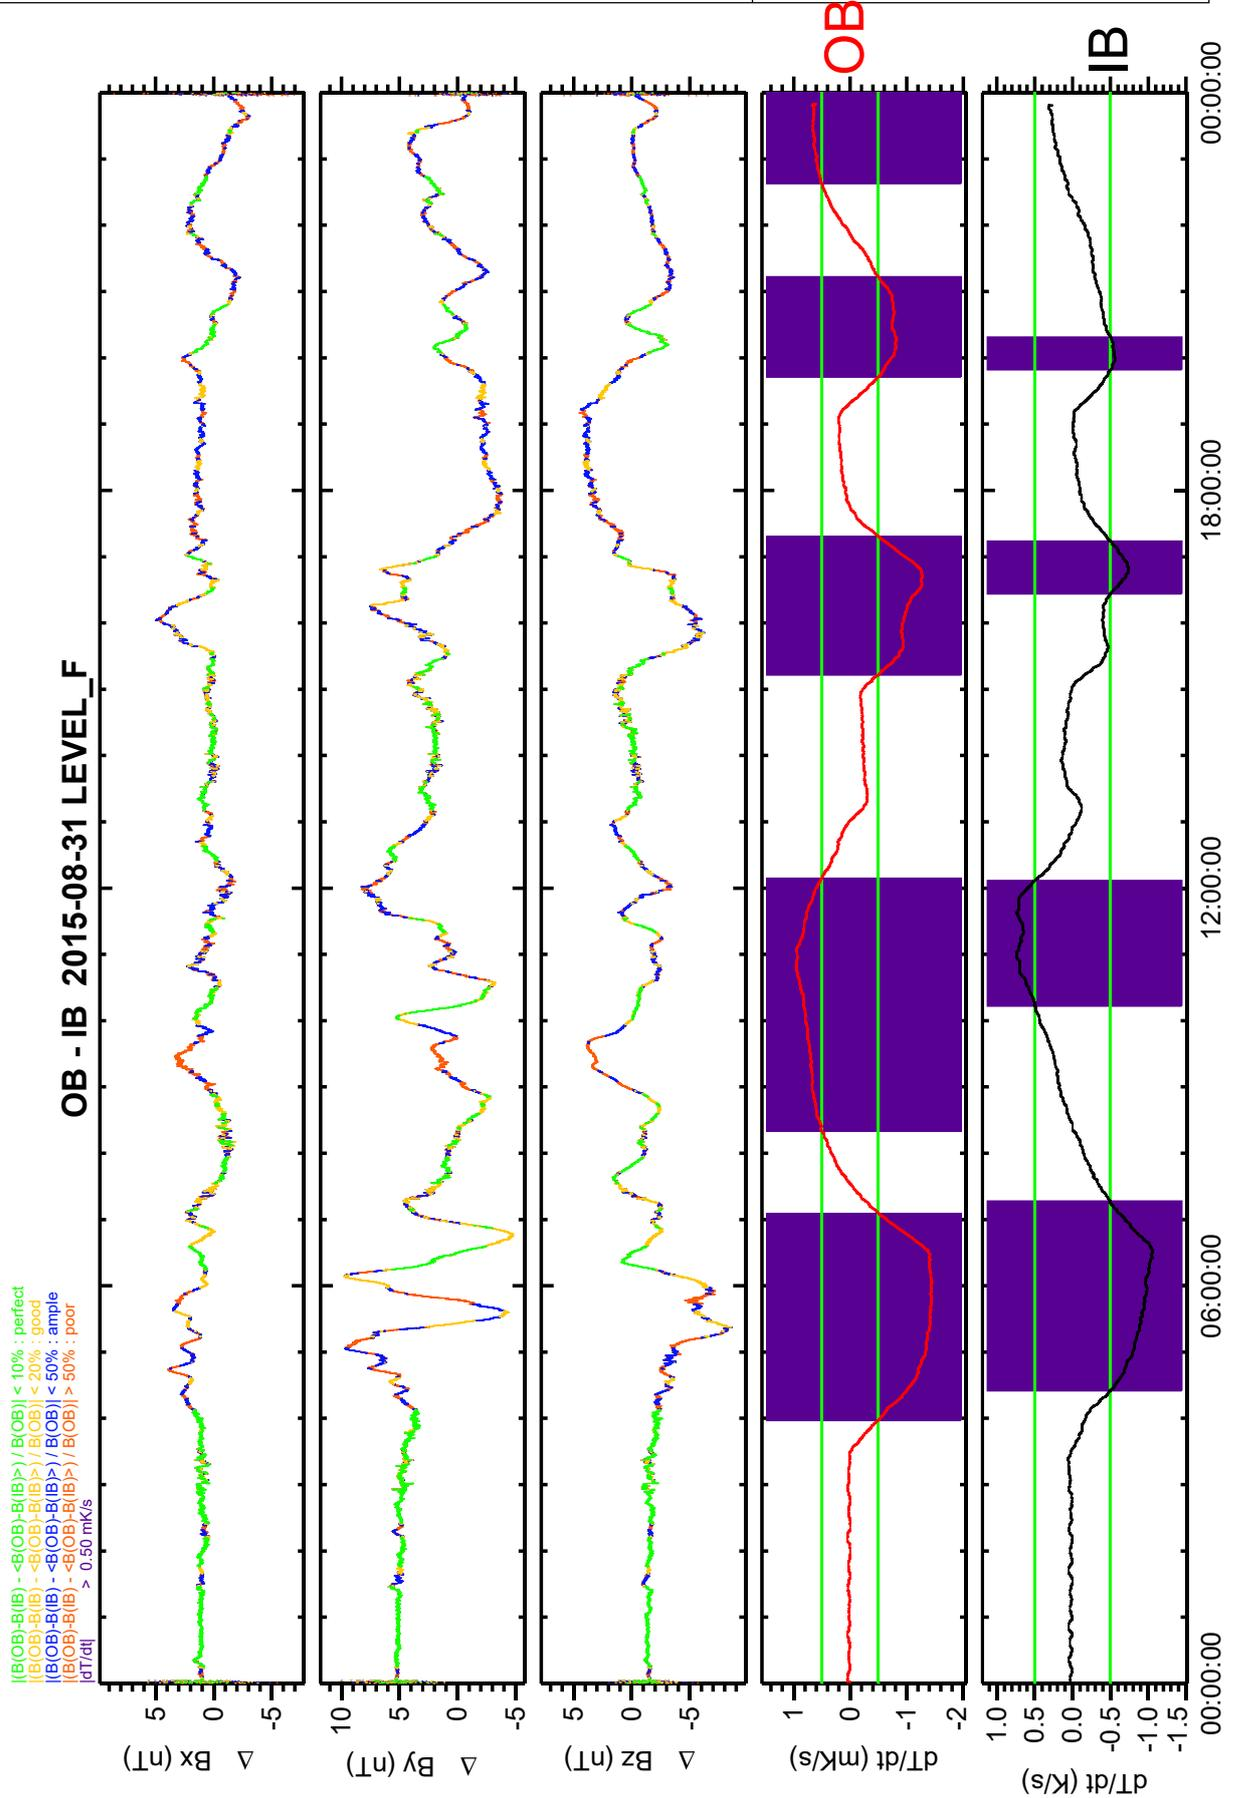 |(B(OB)-B(IB) - <B(OB)-B(IB)>) / B(OB)| < 10% : perfect
|(B(OB)-B(IB) - <B(OB)-B(IB)>) / B(OB)| < 20% : good
|(B(OB)-B(IB) - <B(OB)-B(IB)>) / B(OB)| < 50% : ample
|(B(OB)-B(IB) - <B(OB)-B(IB)>) / B(OB)| > 50% : poor
|dT/dt| > 0.50 mK/s
OB - IB 2015-08-31 LEVEL_F
Δ Bx (nT)
5
0
-5
Δ By (nT)
10
5
0
-5
Δ Bz (nT)
5
0
-5
dT/dt (mK/s)
1
0
-1
-2
OB
dT/dt (K/s)
1.0
0.5
0.0
-0.5
-1.0
-1.5
IB
00:00:00
06:00:00
12:00:00
18:00:00
00:00:00